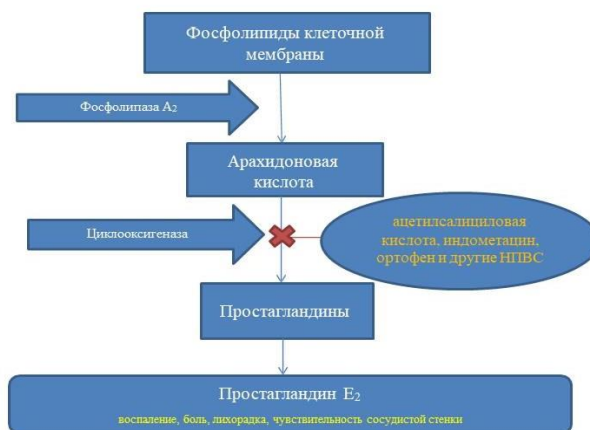 Фосфолипиды клеточной
мембраны
Фосфолипаза А₂
Арахидоновая
кислота
Циклооксигеназа
ацетилсалициловая
кислота, индометацин,
ортофен и другие НПВС
Простагландины
Простагландин Е₂
воспаление, боль, лихорадка, чувствительность сосудистой стенки